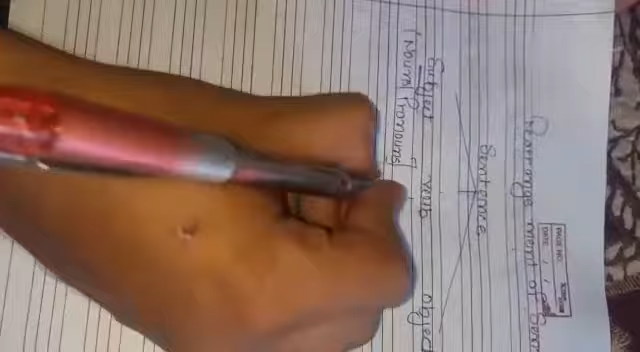 PAGE NO.
DATE
Rearrangement of
Sentence.
Subject verb object
(Noun/Pronouns)